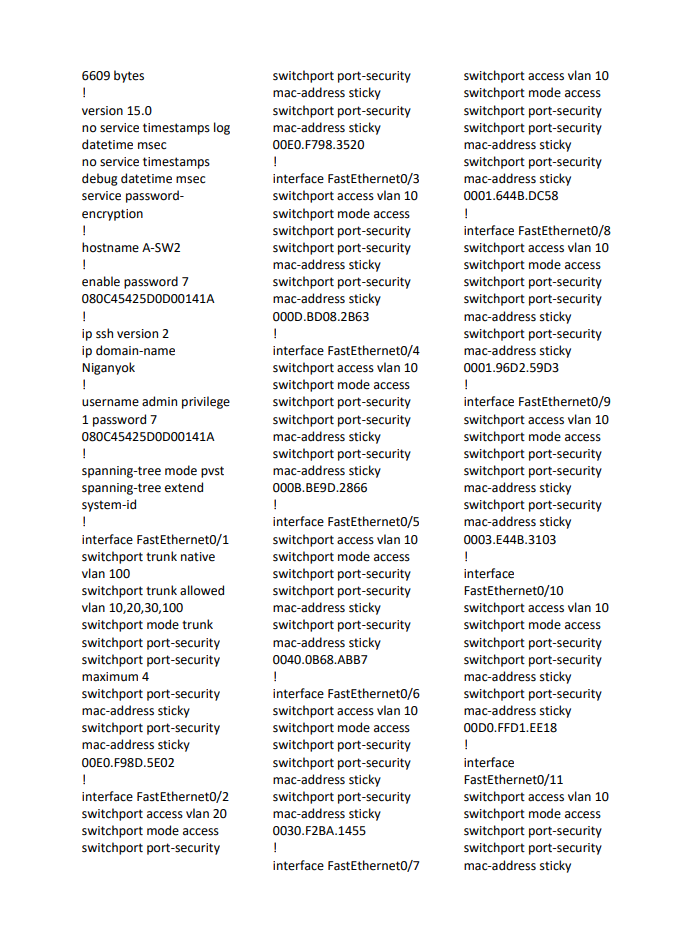 6609 bytes
!
version 15.0
no service timestamps log
datetime msec
no service timestamps
debug datetime msec
service password-
encryption
!
hostname A-SW2
!
enable password 7
080C45425D0D00141A
!
ip ssh version 2
ip domain-name
Niganyok
!
username admin privilege
1 password 7
080C45425D0D00141A
!
spanning-tree mode pvst
spanning-tree extend
system-id
!
interface FastEthernet0/1
switchport trunk native
vlan 100
switchport trunk allowed
vlan 10,20,30,100
switchport mode trunk
switchport port-security
switchport port-security
maximum 4
switchport port-security
mac-address sticky
switchport port-security
mac-address sticky
00E0.F98D.5E02
!
interface FastEthernet0/2
switchport access vlan 20
switchport mode access
switchport port-security
switchport port-security
mac-address sticky
switchport port-security
mac-address sticky
00E0.F798.3520
!
interface FastEthernet0/3
switchport access vlan 10
switchport mode access
switchport port-security
switchport port-security
mac-address sticky
switchport port-security
mac-address sticky
000D.BD08.2B63
!
interface FastEthernet0/4
switchport access vlan 10
switchport mode access
switchport port-security
switchport port-security
mac-address sticky
switchport port-security
mac-address sticky
000B.BE9D.2866
!
interface FastEthernet0/5
switchport access vlan 10
switchport mode access
switchport port-security
switchport port-security
mac-address sticky
switchport port-security
mac-address sticky
0040.0B68.ABB7
!
interface FastEthernet0/6
switchport access vlan 10
switchport mode access
switchport port-security
switchport port-security
mac-address sticky
switchport port-security
mac-address sticky
0030.F2BA.1455
!
interface FastEthernet0/7
switchport access vlan 10
switchport mode access
switchport port-security
switchport port-security
mac-address sticky
switchport port-security
mac-address sticky
0001.644B.DC58
!
interface FastEthernet0/8
switchport access vlan 10
switchport mode access
switchport port-security
switchport port-security
mac-address sticky
switchport port-security
mac-address sticky
0001.96D2.59D3
!
interface FastEthernet0/9
switchport access vlan 10
switchport mode access
switchport port-security
switchport port-security
mac-address sticky
switchport port-security
mac-address sticky
0003.E44B.3103
!
interface
FastEthernet0/10
switchport access vlan 10
switchport mode access
switchport port-security
switchport port-security
mac-address sticky
switchport port-security
mac-address sticky
00D0.FFD1.EE18
!
interface
FastEthernet0/11
switchport access vlan 10
switchport mode access
switchport port-security
switchport port-security
mac-address sticky